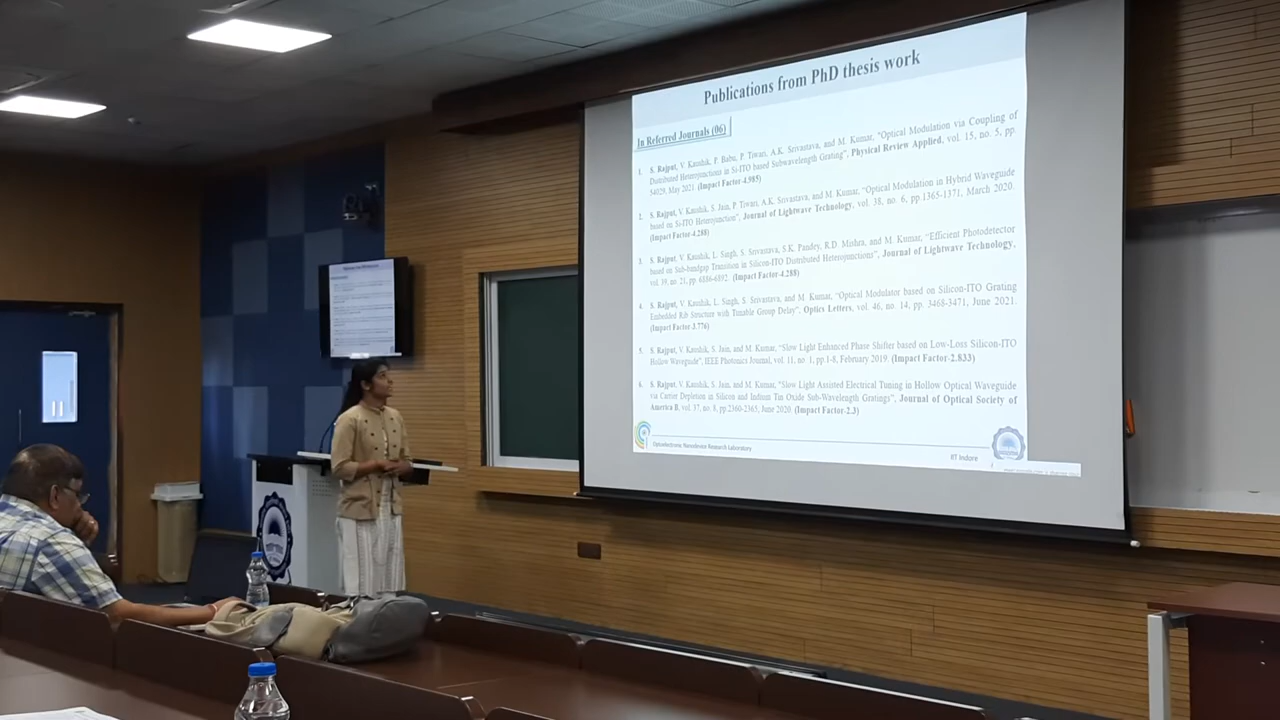 Publications from PhD thesis work
In Referred Journals (06)
1. S. Rajput, V. Kaushik, P. Babu, P. Tiwari, A.K. Srivastava, and M. Kumar, "Optical Modulation via Coupling of
Distributed Heterojunctions in Si-ITO based Subwavelength Grating", Physical Review Applied, vol. 15, no. 5, pp.
54029, May 2021. (Impact Factor-4.985)
2. S. Rajput, V. Kaushik, S. Jain, P. Tiwari, A.K. Srivastava, and M. Kumar, "Optical Modulation in Hybrid Waveguide
based on Si-ITO Heterojunction", Journal of Lightwave Technology, vol. 38, no. 6, pp.1365-1371, March 2020.
(Impact Factor-4.288)
3. S. Rajput, V. Kaushik, L. Singh, S. Srivastava, S.K. Pandey, R.D. Mishra, and M. Kumar, "Efficient Photodetector
based on Sub-bandgap Transition in Silicon-ITO Distributed Heterojunctions", Journal of Lightwave Technology,
vol. 39, no. 21, pp. 6886-6892. (Impact Factor-4.288)
4. S. Rajput, V. Kaushik, L. Singh, S. Srivastava, and M. Kumar, "Optical Modulator based on Silicon-ITO Grating
Embedded Rib Structure with Tunable Group Delay", Optics Letters, vol. 46, no 14, pp. 3468-3471, June 2021.
(Impact Factor-3.776)
5. S. Rajput, V. Kaushik, S. Jain, and M. Kumar, "Slow Light Enhanced Phase Shifter based on Low-Loss Silicon-ITO
Hollow Waveguide", IEEE Photonics Journal, vol. 11, no 1, pp.1-8, February 2019. (Impact Factor-2.833)
6. S. Rajput, V. Kaushik, S. Jain, and M. Kumar, "Slow Light Assisted Electrical Tuning in Hollow Optical Waveguide
via Carrier Depletion in Silicon and Indium Tin Oxide Sub-Wavelength Gratings", Journal of Optical Society of
America B, vol. 37, no. 8, pp.2360-2365, June 2020. (Impact Factor-2.3)
Optoelectronic Nanodevice Research Laboratory
IIT Indore